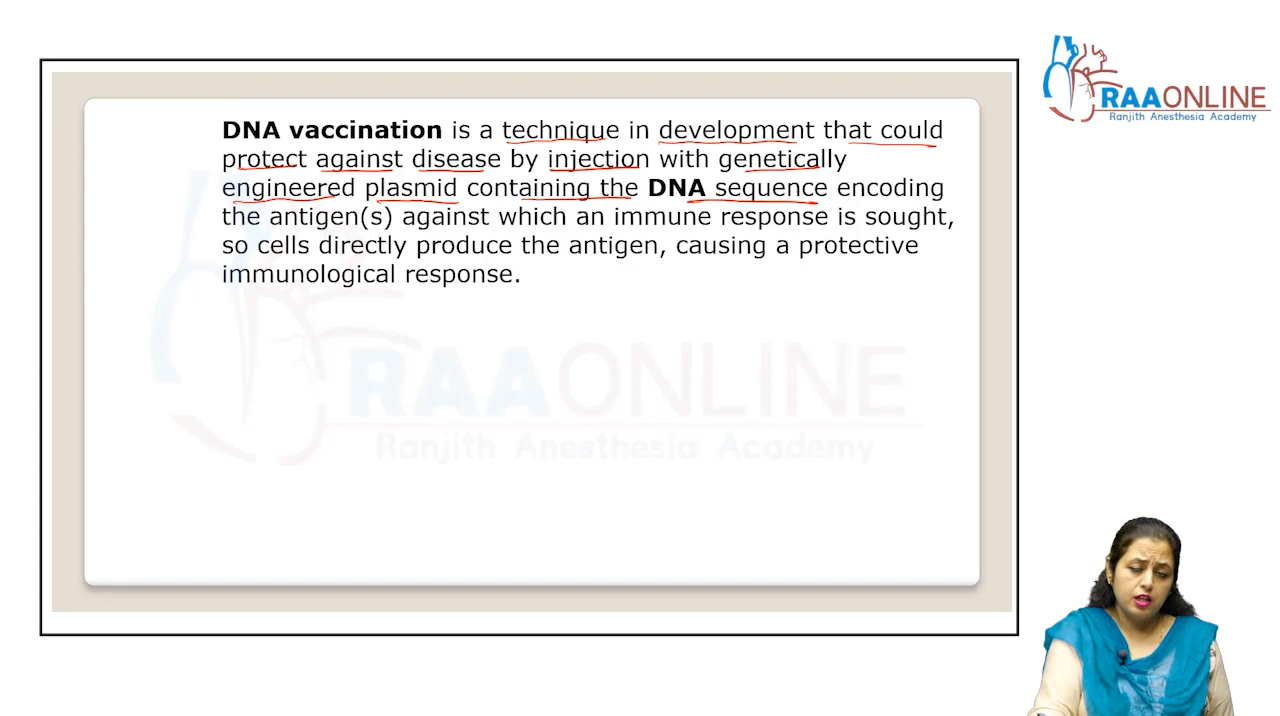 RAAONLINE
Ranjith Anesthesia Academy
DNA vaccination is a technique in development that could
protect against disease by injection with genetically
engineered plasmid containing the DNA sequence encoding
the antigen(s) against which an immune response is sought,
so cells directly produce the antigen, causing a protective
immunological response.
RAAONLINE
Ranjith Anesthesia Academy